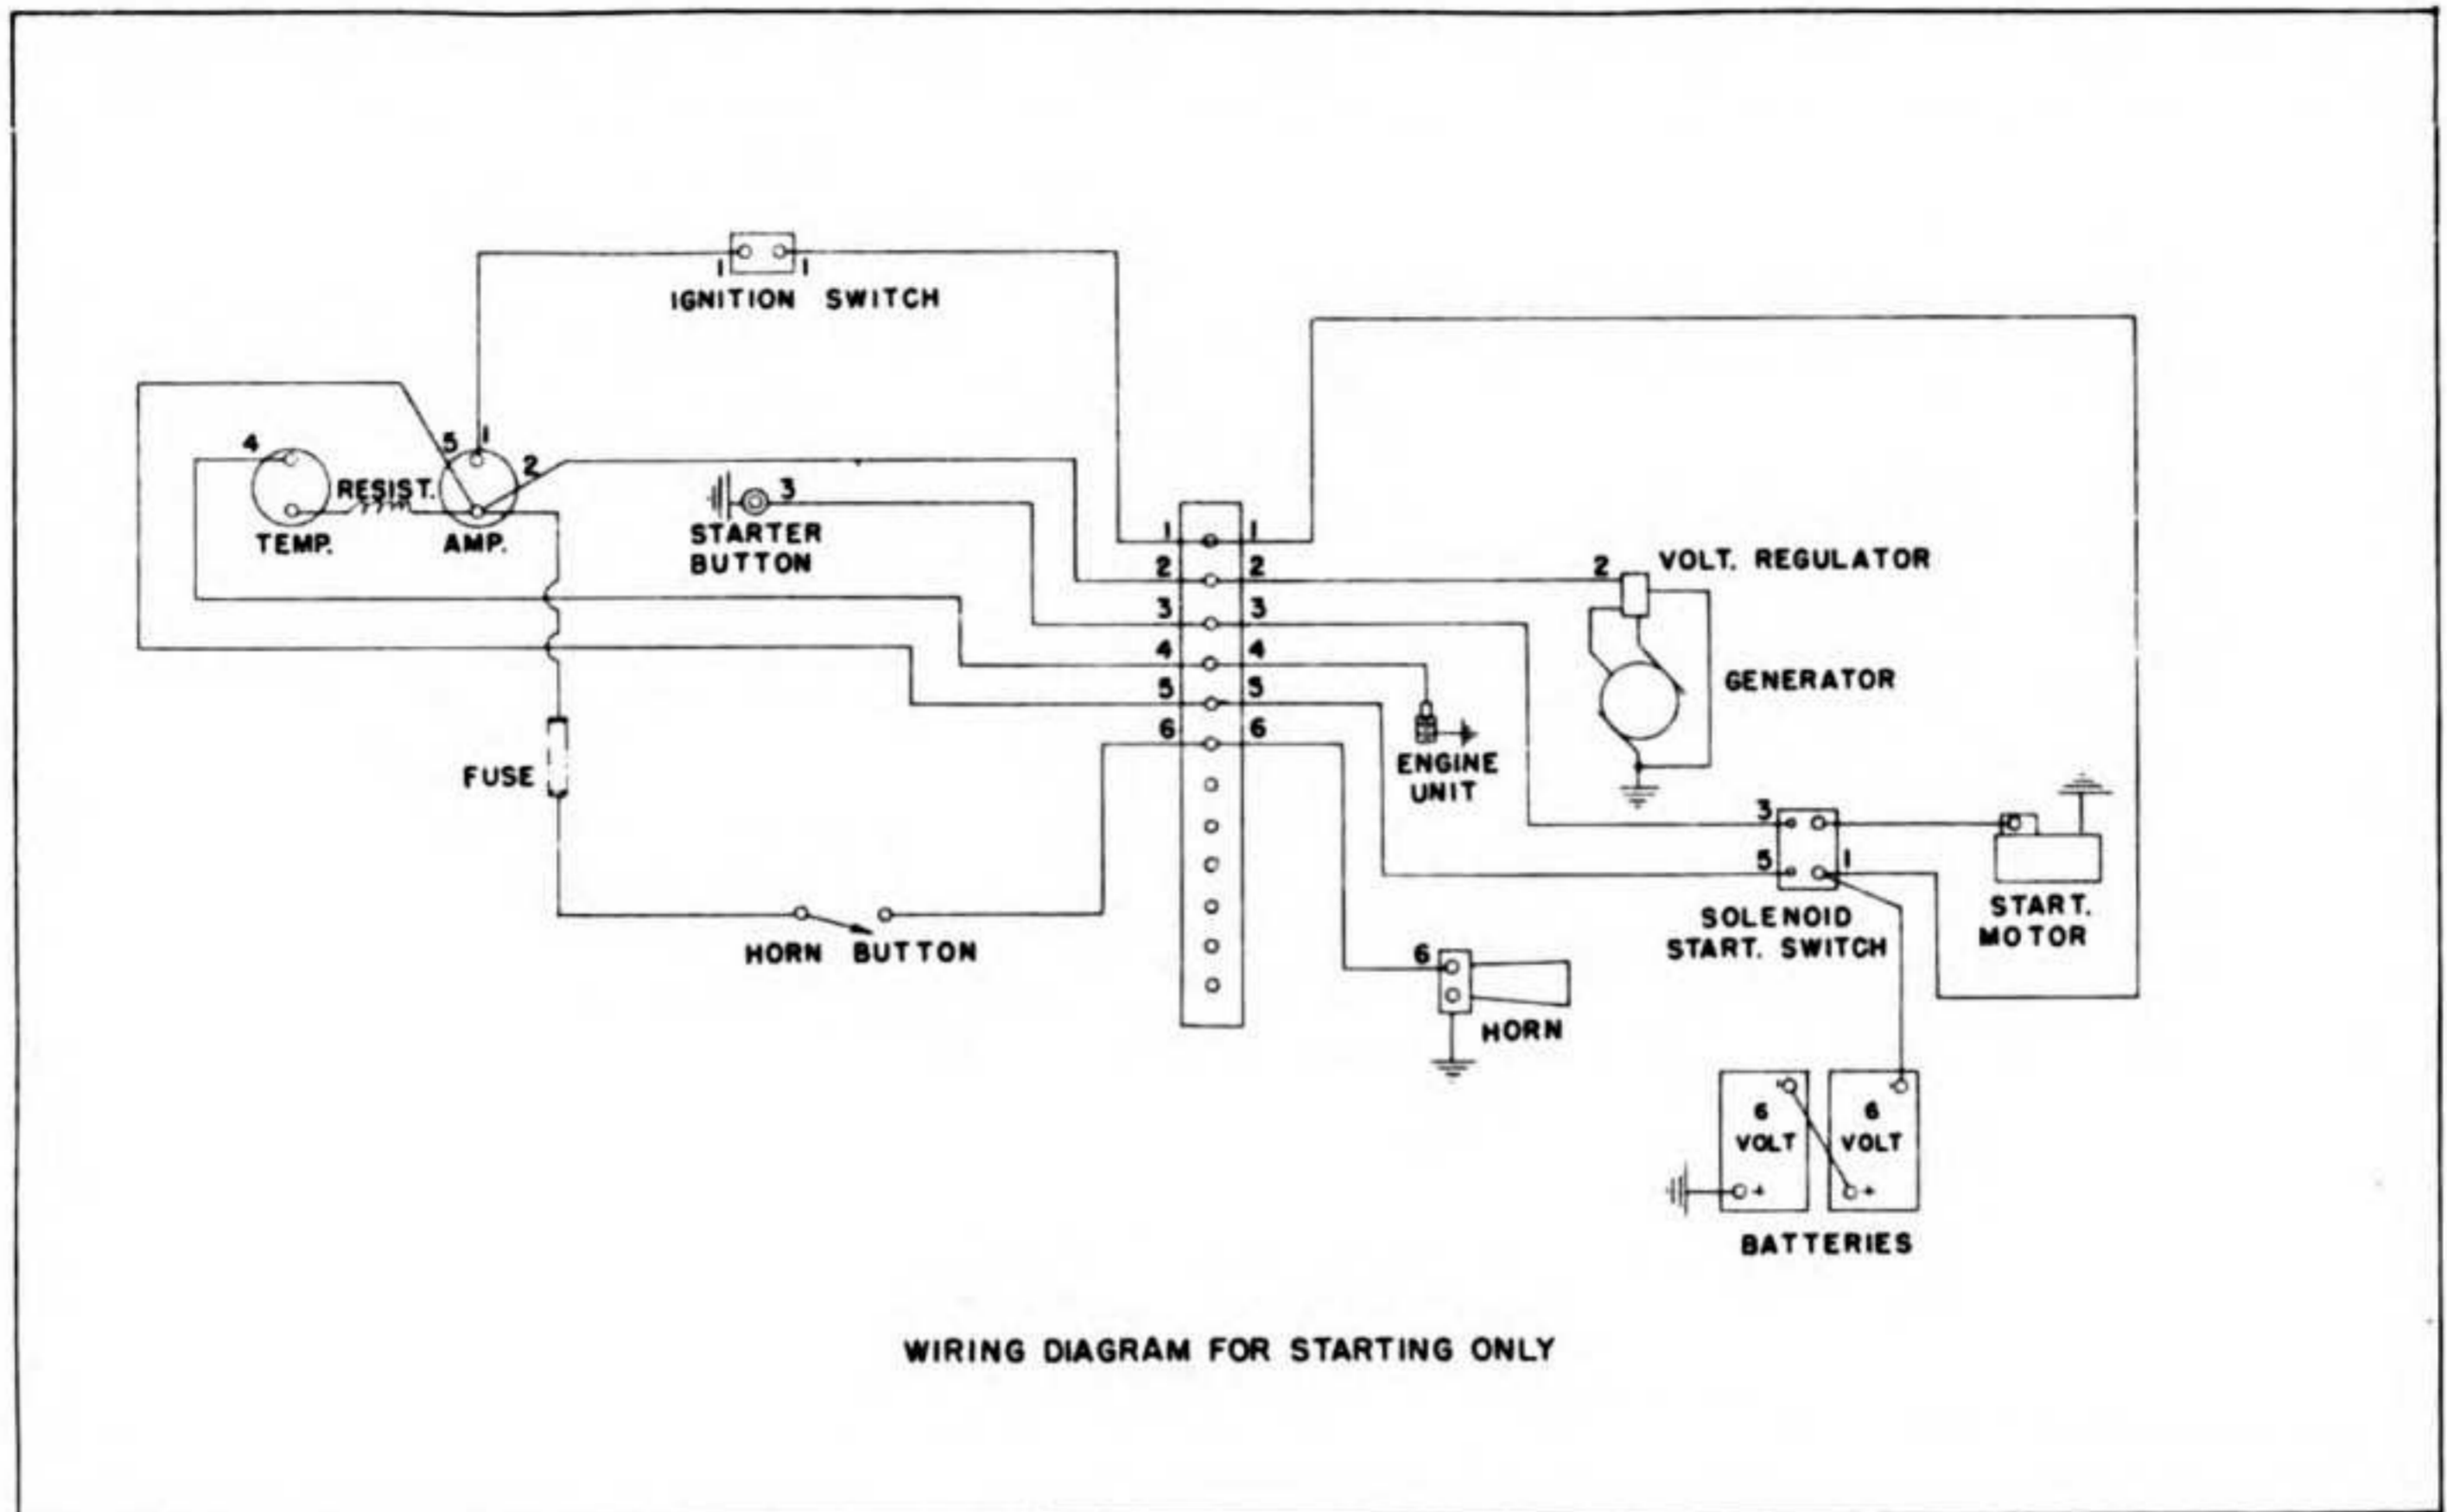 1 1
IGNITION SWITCH
4
5 1
2
RESIST.
TEMP.
AMP.
3
STARTER
BUTTON
1 1
2 2
3 3
4 4
5 5
6 6
2
VOLT. REGULATOR
GENERATOR
ENGINE
UNIT
FUSE
3
5 1
SOLENOID
START. SWITCH
START.
MOTOR
HORN BUTTON
6
HORN
6
VOLT
+
6
VOLT
+
BATTERIES
WIRING DIAGRAM FOR STARTING ONLY